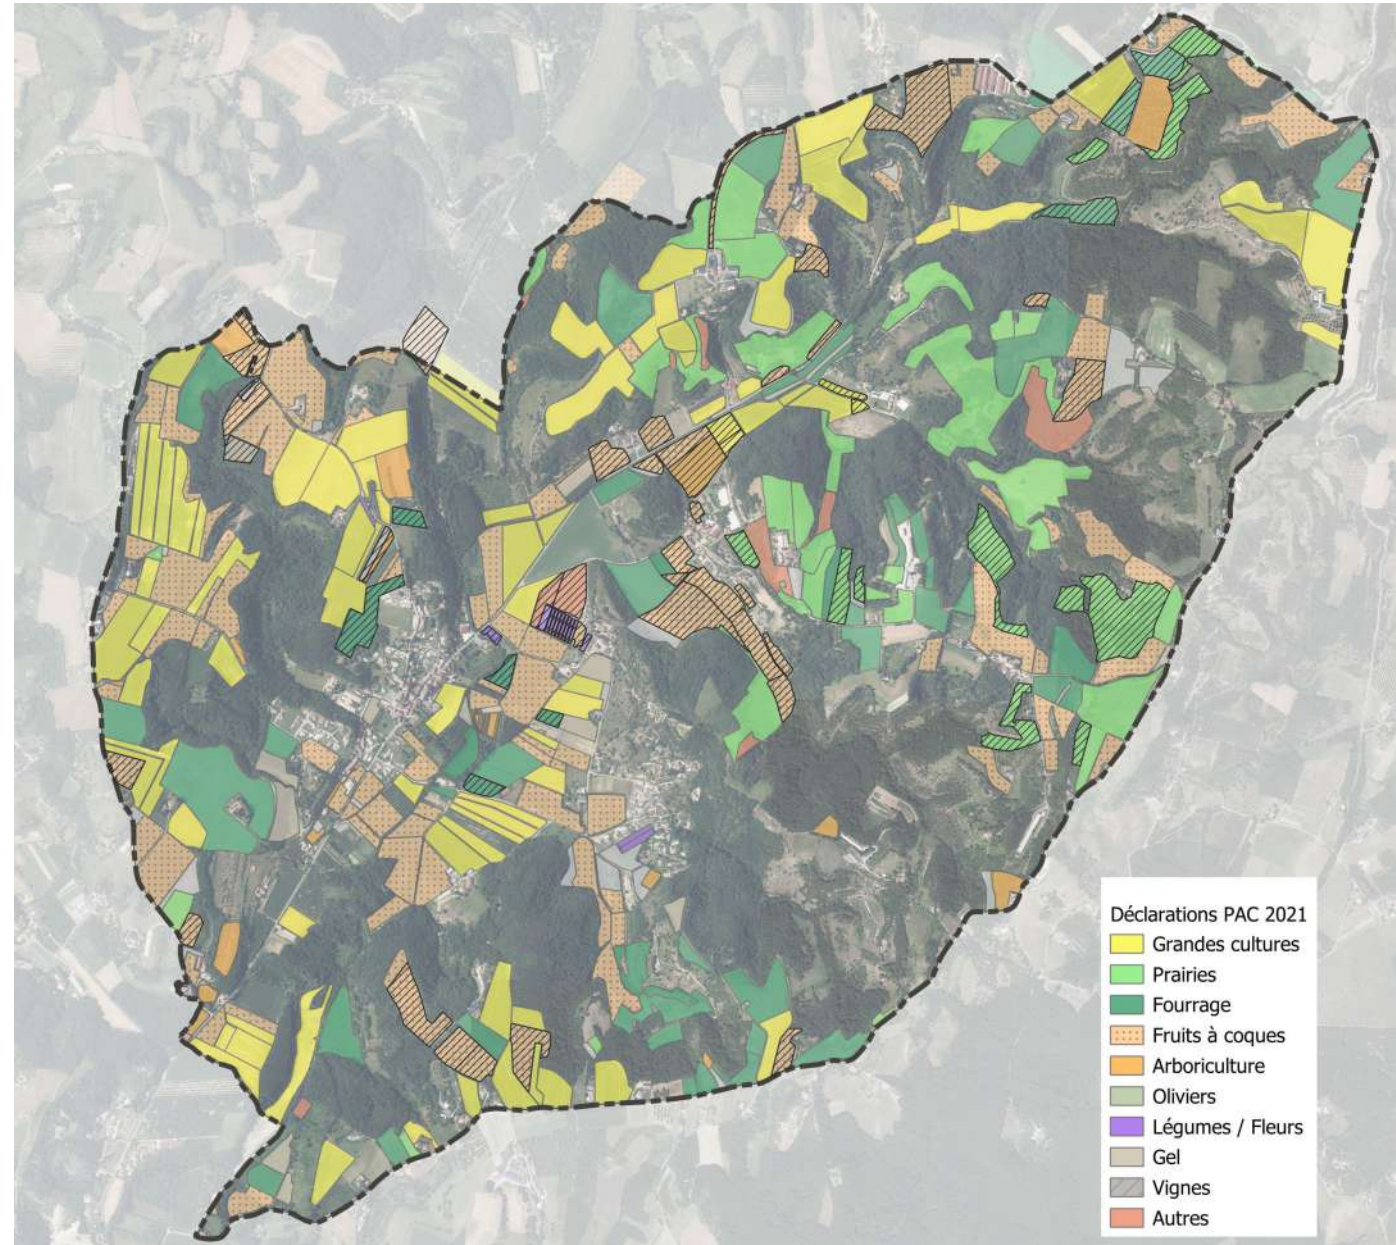 Déclarations PAC 2021
Grandes cultures
Prairies
Fourrage
Fruits à coques
Arboriculture
Oliviers
Légumes / Fleurs
Gel
Vignes
Autres